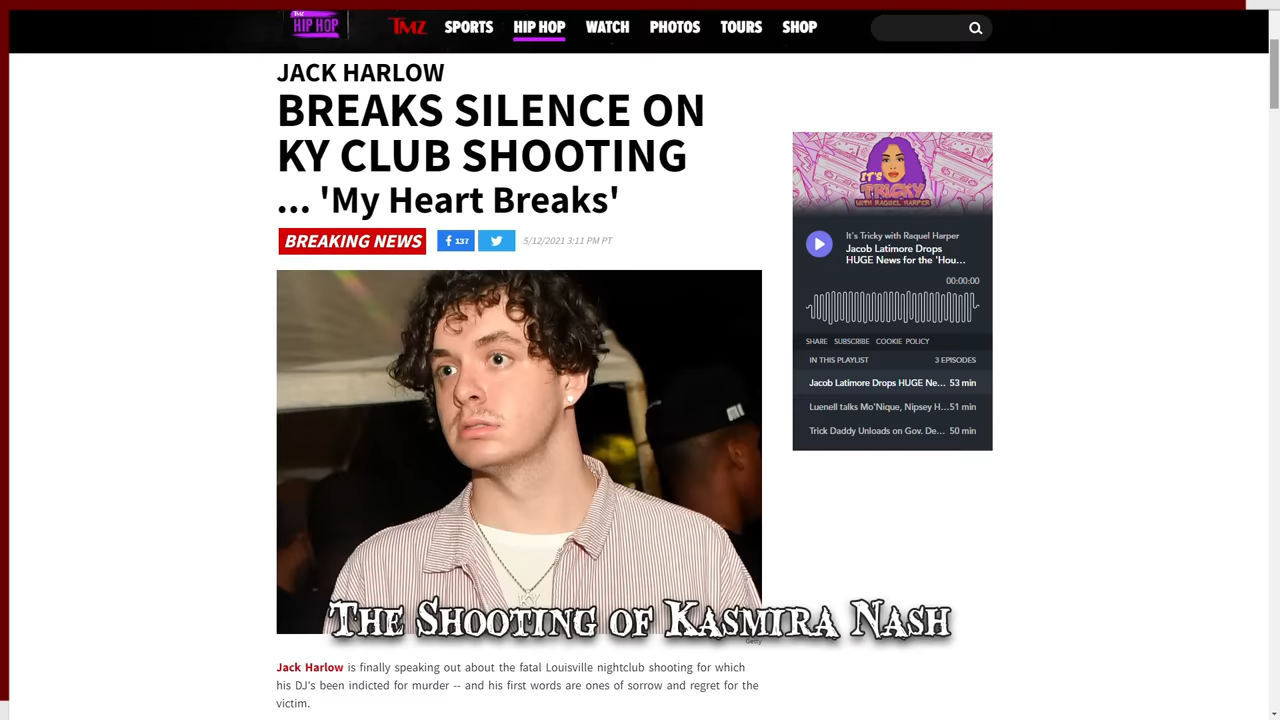 TMZ
HIP HOP
TMZ SPORTS HIP HOP WATCH PHOTOS TOURS SHOP
JACK HARLOW
BREAKS SILENCE ON
KY CLUB SHOOTING
... 'My Heart Breaks'
BREAKING NEWS
137
5/12/2021 3:11 PM PT
IT'S
TRICKY
WITH RAQUEL HARPER
It's Tricky with Raquel Harper
Jacob Latimore Drops
HUGE News for the 'Hou...
00:00:00
SHARE SUBSCRIBE COOKIE POLICY
IN THIS PLAYLIST 3 EPISODES
Jacob Latimore Drops HUGE Ne... 53 min
Luenell talks Mo'Nique, Nipsey H... 51 min
Trick Daddy Unloads on Gov. De... 50 min
KY
The Shooting of Kasmira Nash
Getty
Jack Harlow is finally speaking out about the fatal Louisville nightclub shooting for which
his DJ's been indicted for murder -- and his first words are ones of sorrow and regret for the
victim.